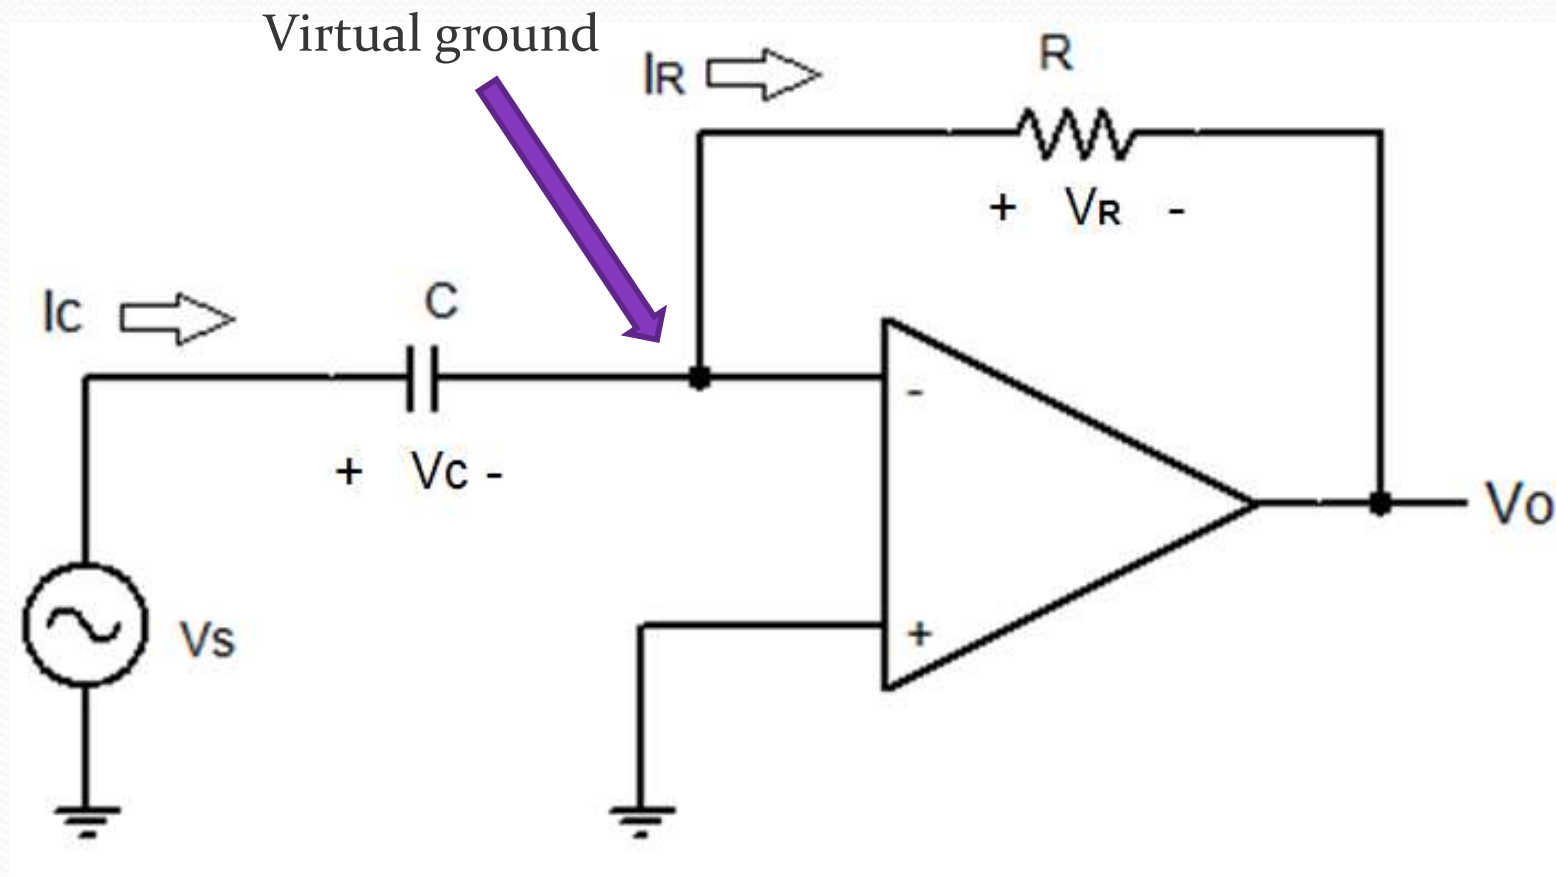 Virtual ground
IR
R
+ VR -
Ic
C
-
+ Vc -
Vo
+
Vs